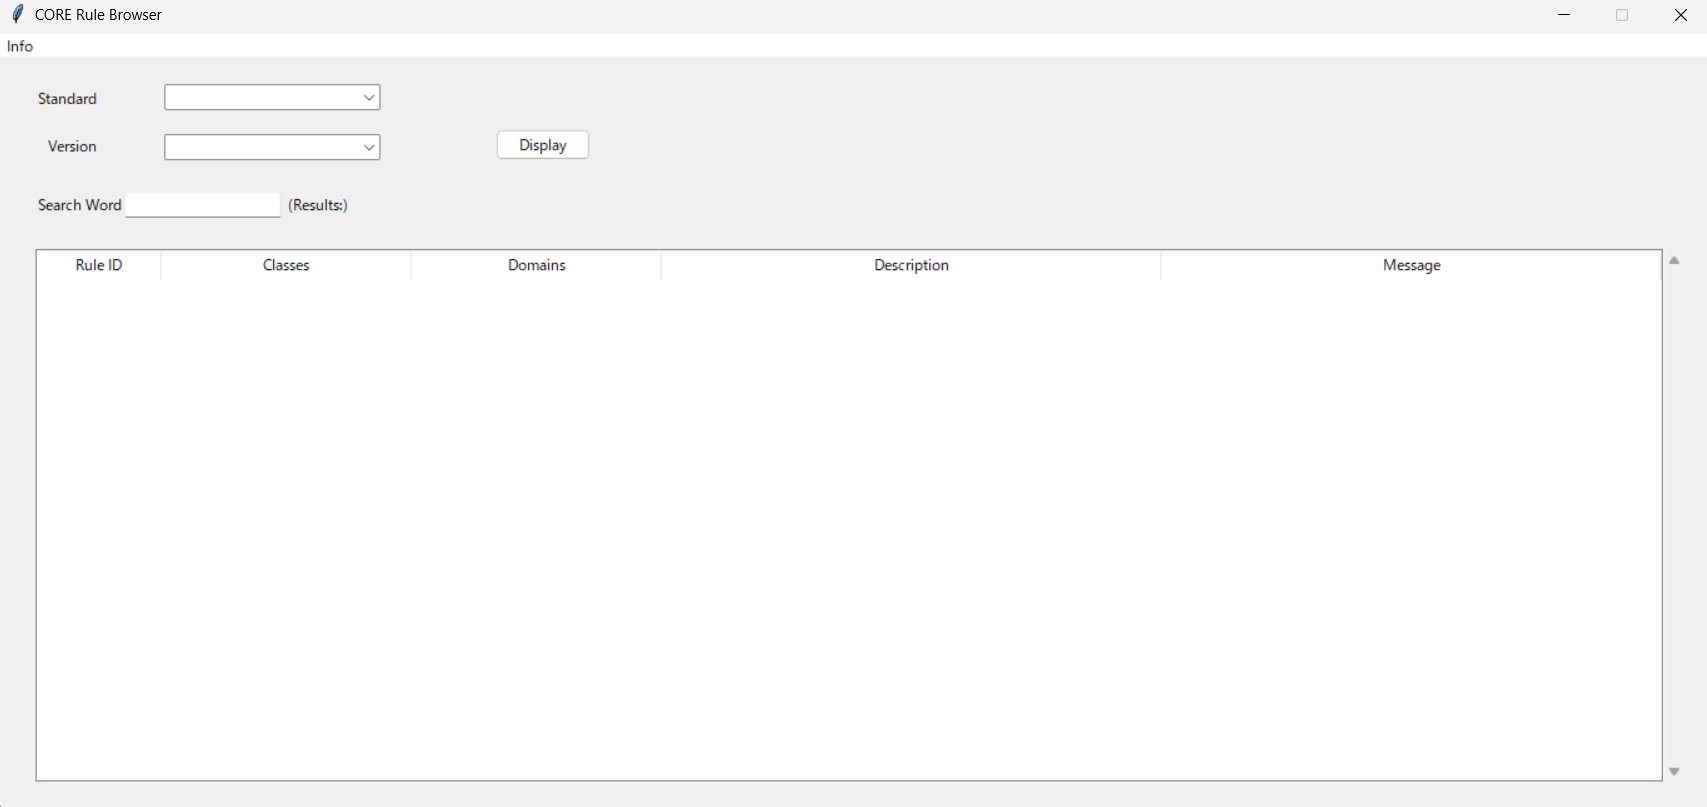 CORE Rule Browser
Info
Standard
Version
Display
Search Word (Results:)
Rule ID Classes Domains Description Message